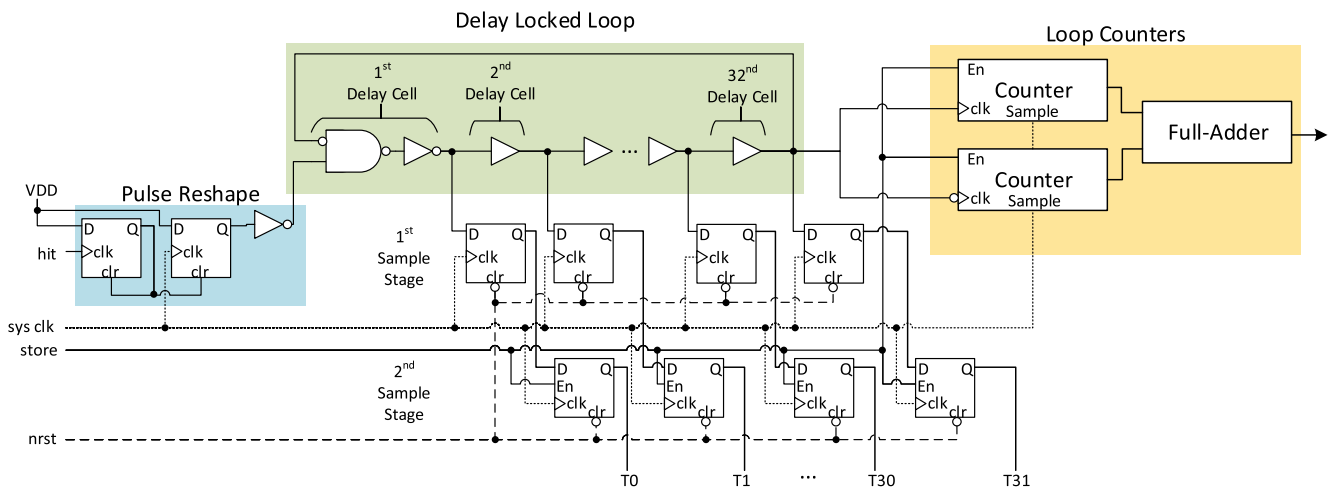 Delay Locked Loop
Loop Counters
1st
Delay Cell
2nd
Delay Cell
32nd
Delay Cell
En
Counter
Sample
clk
Full-Adder
En
Counter
Sample
clk
VDD
Pulse Reshape
D Q
clk
clr
D Q
clk
clr
hit
1st
Sample
Stage
D Q
clk
clr
D Q
clk
clr
...
D Q
clk
clr
D Q
clk
clr
sys clk
store
2nd
Sample
Stage
D Q
En
clk
clr
D Q
En
clk
clr
D Q
En
clk
clr
D Q
En
clk
clr
nrst
T0 T1 ... T30 T31